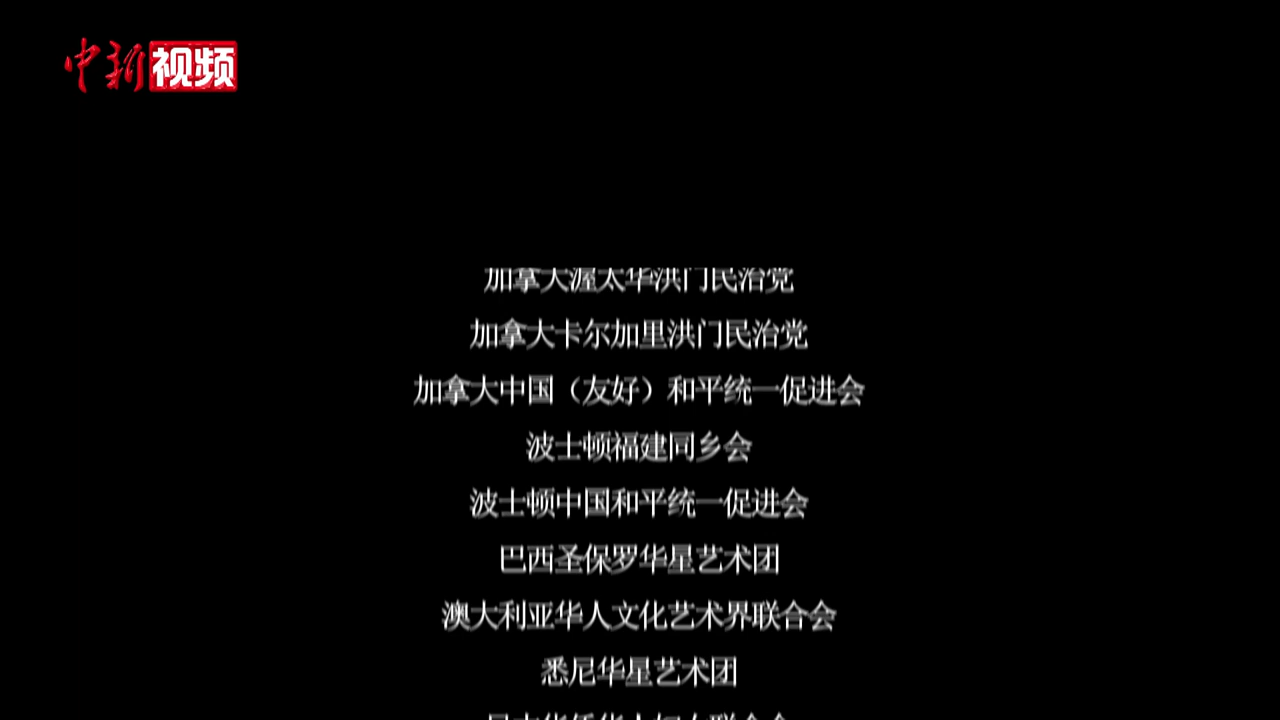 中新视频
加拿大渥太华洪门民治党
加拿大卡尔加里洪门民治党
加拿大中国（友好）和平统一促进会
波士顿福建同乡会
波士顿中国和平统一促进会
巴西圣保罗华星艺术团
澳大利亚华人文化艺术界联合会
悉尼华星艺术团